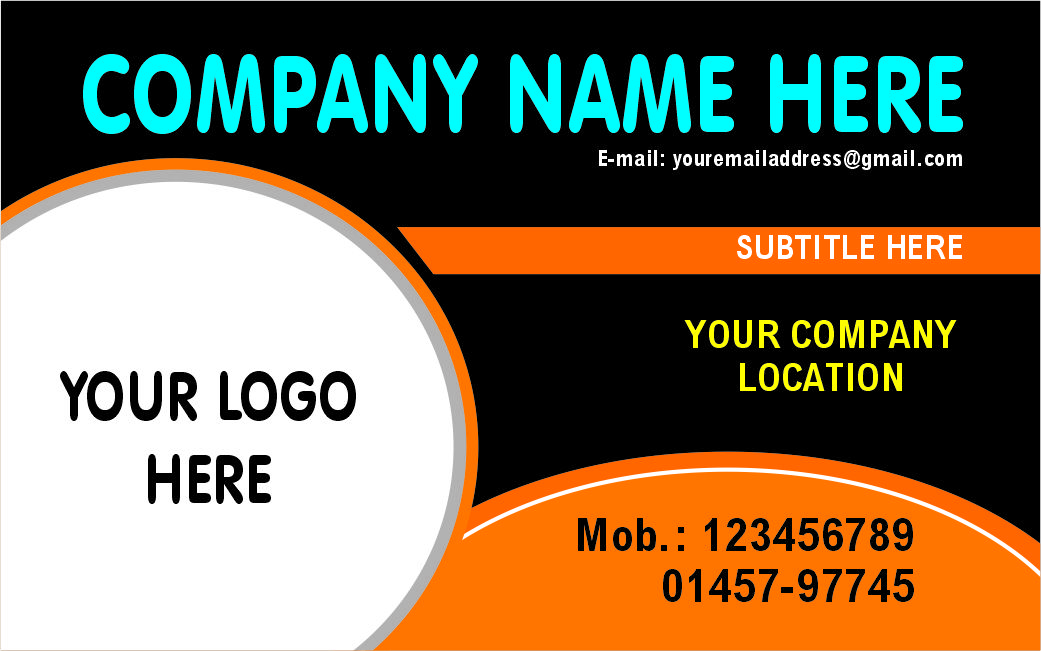 COMPANY NAME HERE
E-mail: youremailaddress@gmail.com
SUBTITLE HERE
YOUR COMPANY
LOCATION
YOUR LOGO
HERE
Mob.: 123456789
01457-97745